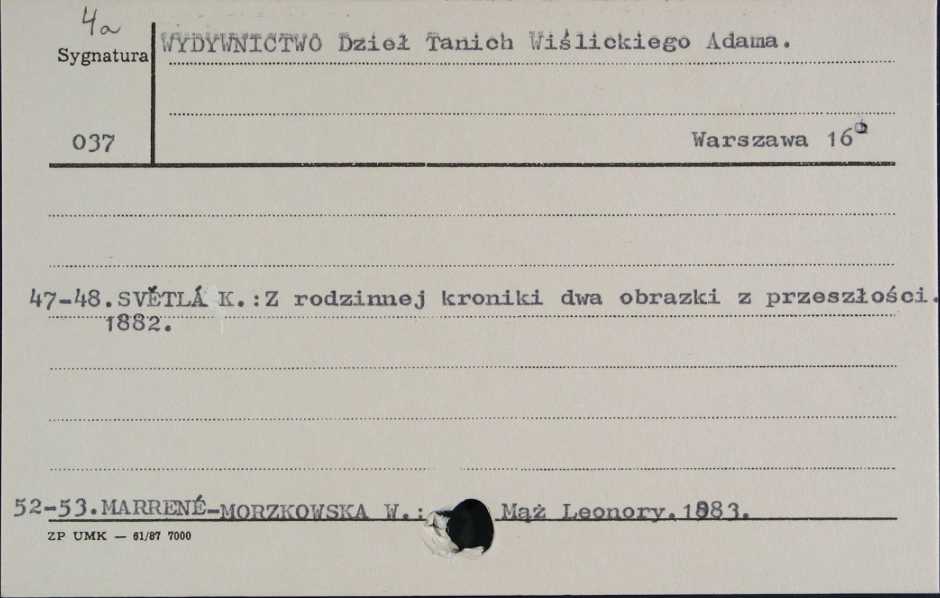 4a
Sygnatura
WYDYWNICTWO Dzieł Tanich Wiślickiego Adama.
037
Warszawa 16°
47-48.SVĚTLÁ K.:Z rodzinnej kroniki dwa obrazki z przeszłości.
1882.
52-53.MARRENÉ-MORZKOWSKA W.: Mąż Leonory.1883.
ZP UMK — 61/87 7000